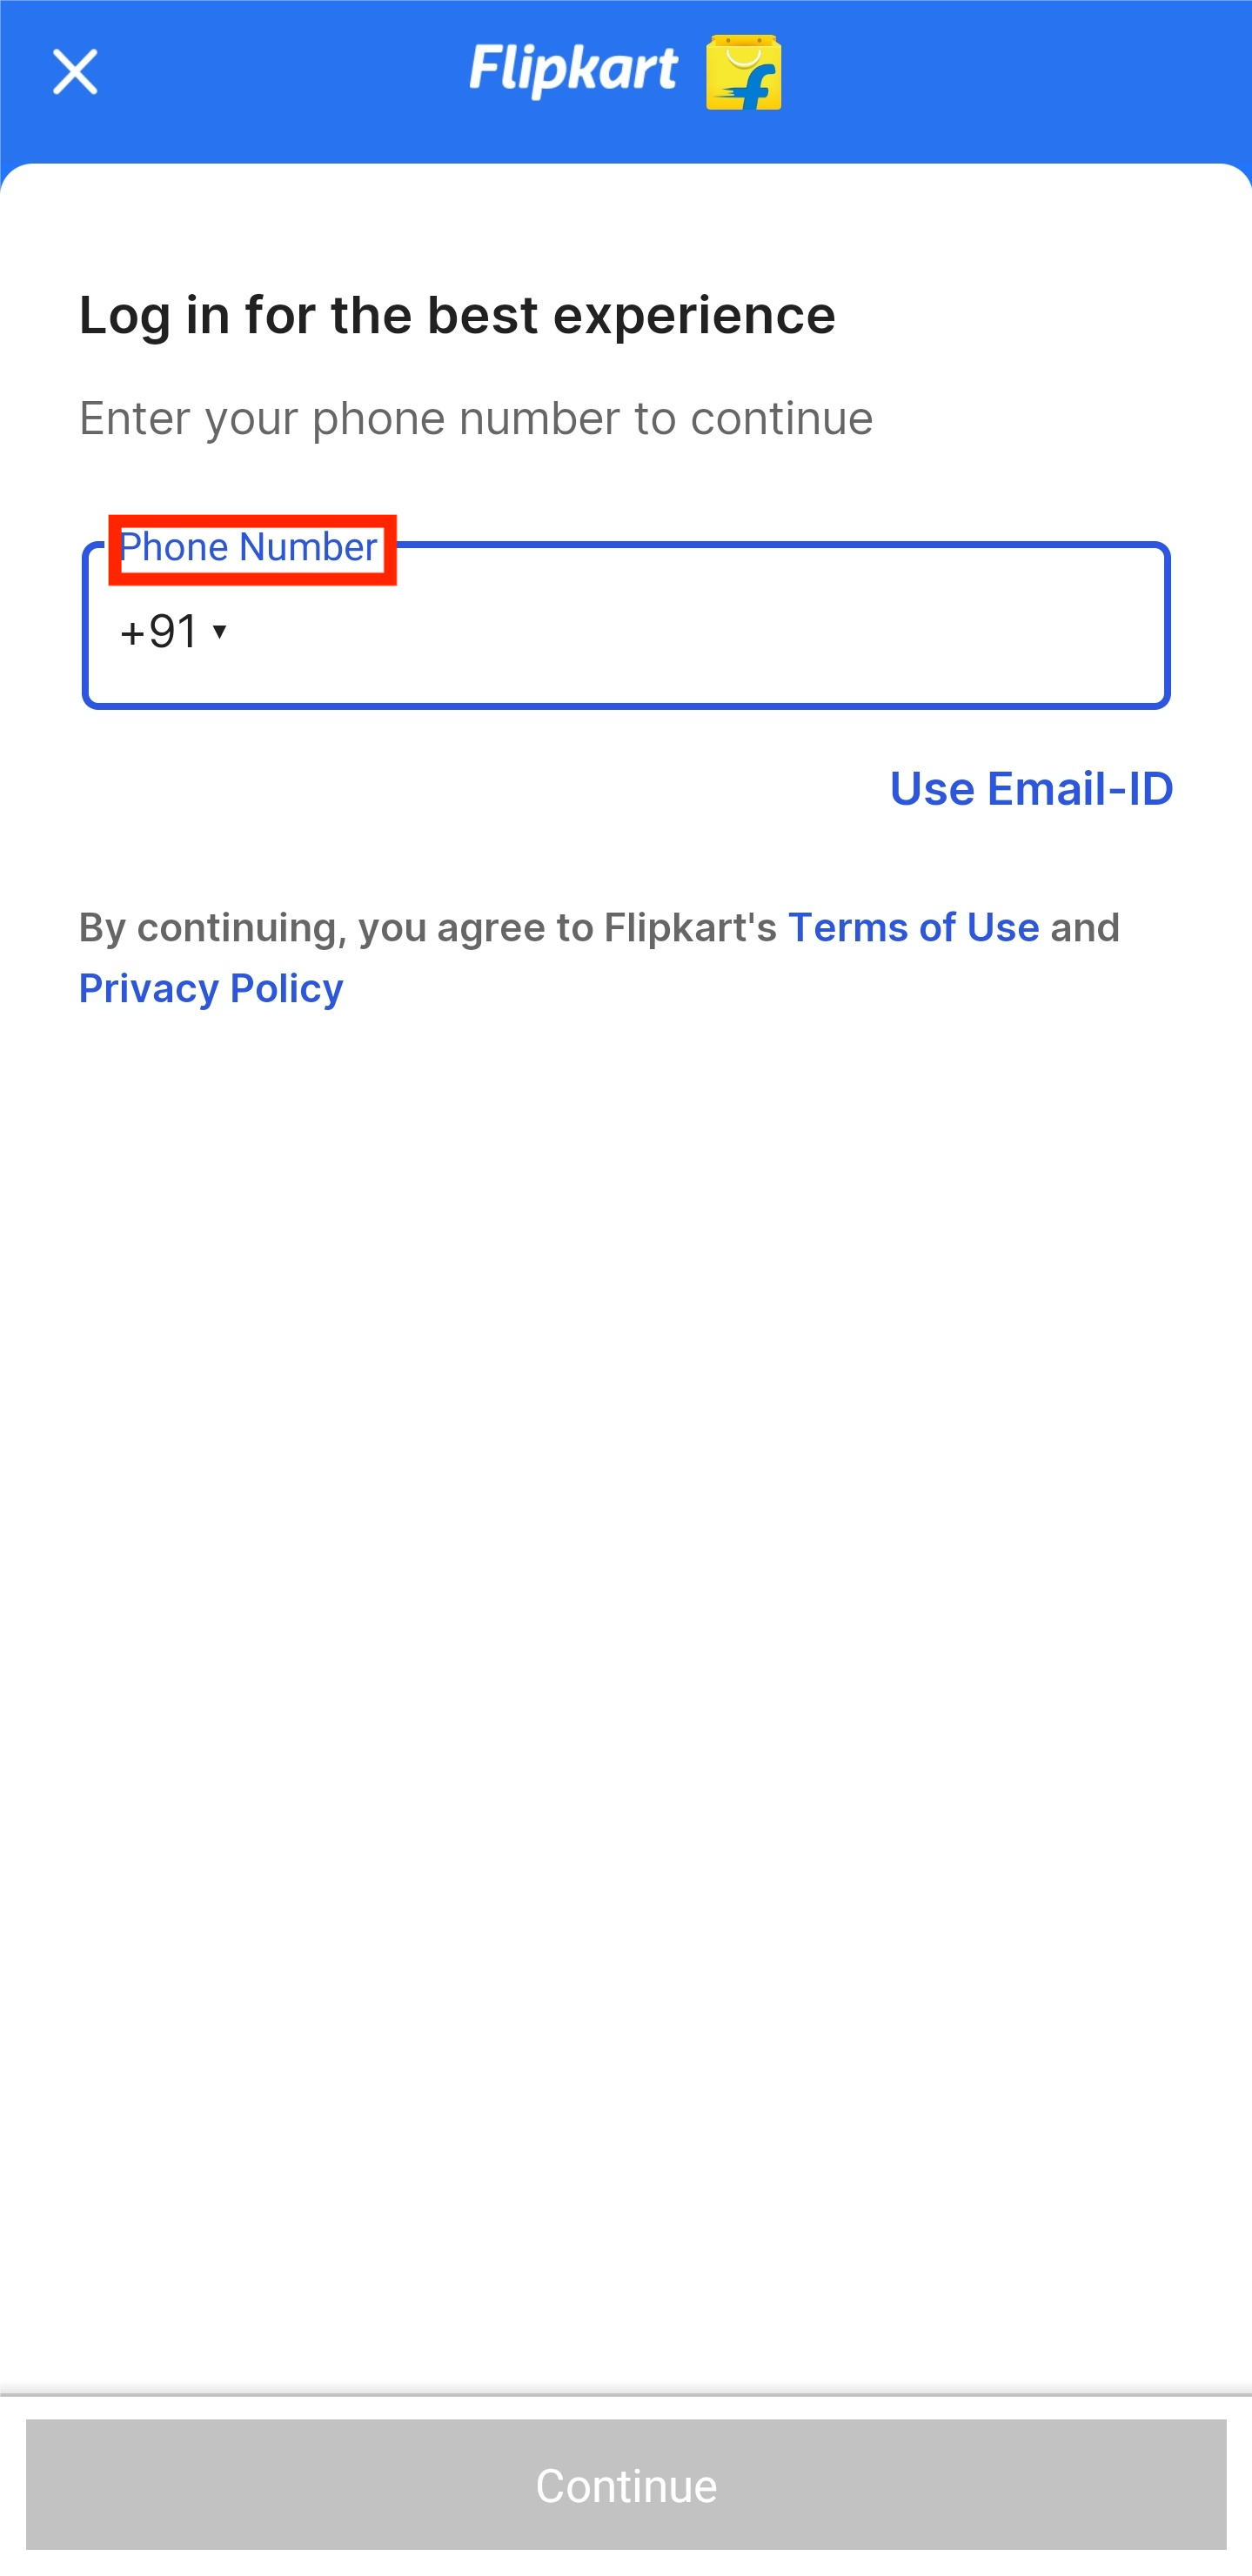 Flipkart
Log in for the best experience
Enter your phone number to continue
Phone Number
+91
Use Email-ID
By continuing, you agree to Flipkart's Terms of Use and
Privacy Policy
Continue